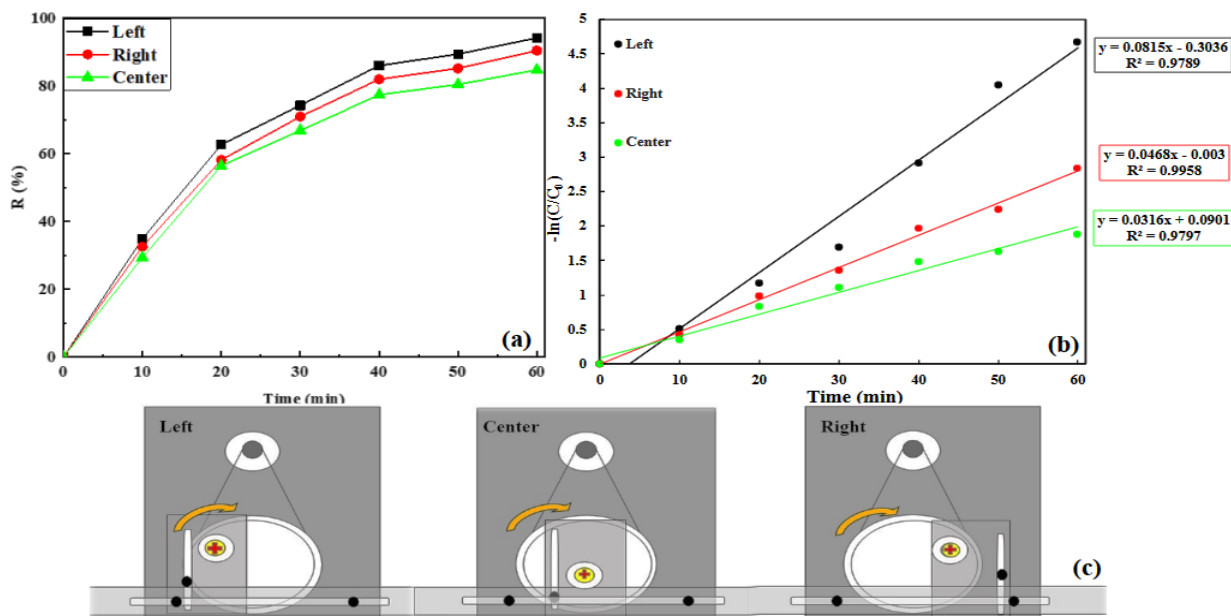 100
80
60
40
20
0
R (%)
Left
Right
Center
(a)
0 10 20 30 40 50 60
Time (min)
5
4.5
4
3.5
3
2.5
2
1.5
1
0.5
0
-ln(C/C₀)
Left
Right
Center
y = 0.0815x - 0.3036
R² = 0.9789
y = 0.0468x - 0.003
R² = 0.9958
y = 0.0316x + 0.0901
R² = 0.9797
(b)
0 10 20 30 40 50 60
Time (min)
Left
Center
Right
(c)